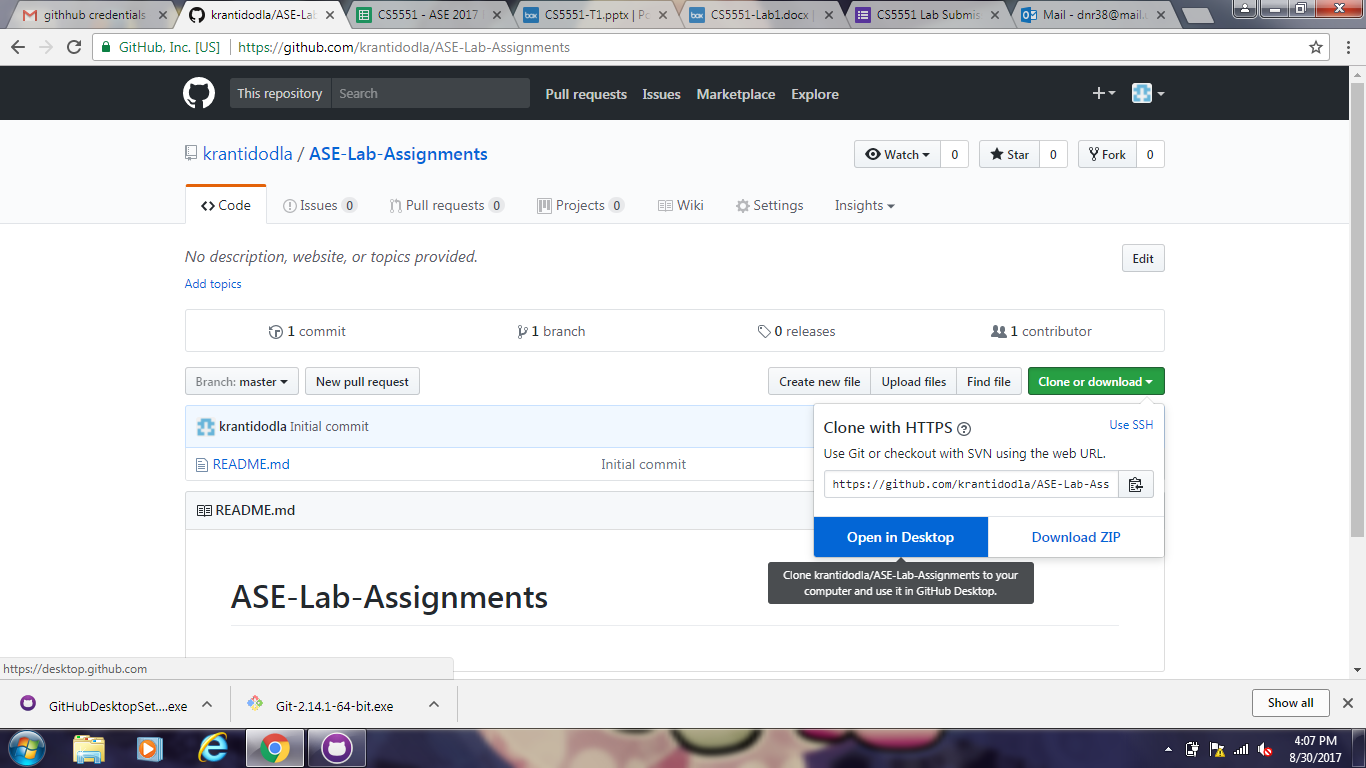 githhub credentials
krantidodla/ASE-Lab
CS5551 - ASE 2017
CS5551-T1.pptx | Po
CS5551-Lab1.docx |
CS5551 Lab Submis
Mail - dnr38@mail.
GitHub, Inc. [US] https://github.com/krantidodla/ASE-Lab-Assignments
This repository Search Pull requests Issues Marketplace Explore
krantidodla / ASE-Lab-Assignments
Watch 0 Star 0 Fork 0
Code Issues 0 Pull requests 0 Projects 0 Wiki Settings Insights
No description, website, or topics provided. Edit
Add topics
1 commit 1 branch 0 releases 1 contributor
Branch: master New pull request Create new file Upload files Find file Clone or download
krantidodla Initial commit
README.md Initial commit
Clone with HTTPS Use SSH
Use Git or checkout with SVN using the web URL.
https://github.com/krantidodla/ASE-Lab-Ass
Open in Desktop Download ZIP
Clone krantidodla/ASE-Lab-Assignments to your
computer and use it in GitHub Desktop.
README.md
ASE-Lab-Assignments
https://desktop.github.com
GitHubDesktopSet....exe Git-2.14.1-64-bit.exe Show all
4:07 PM
8/30/2017